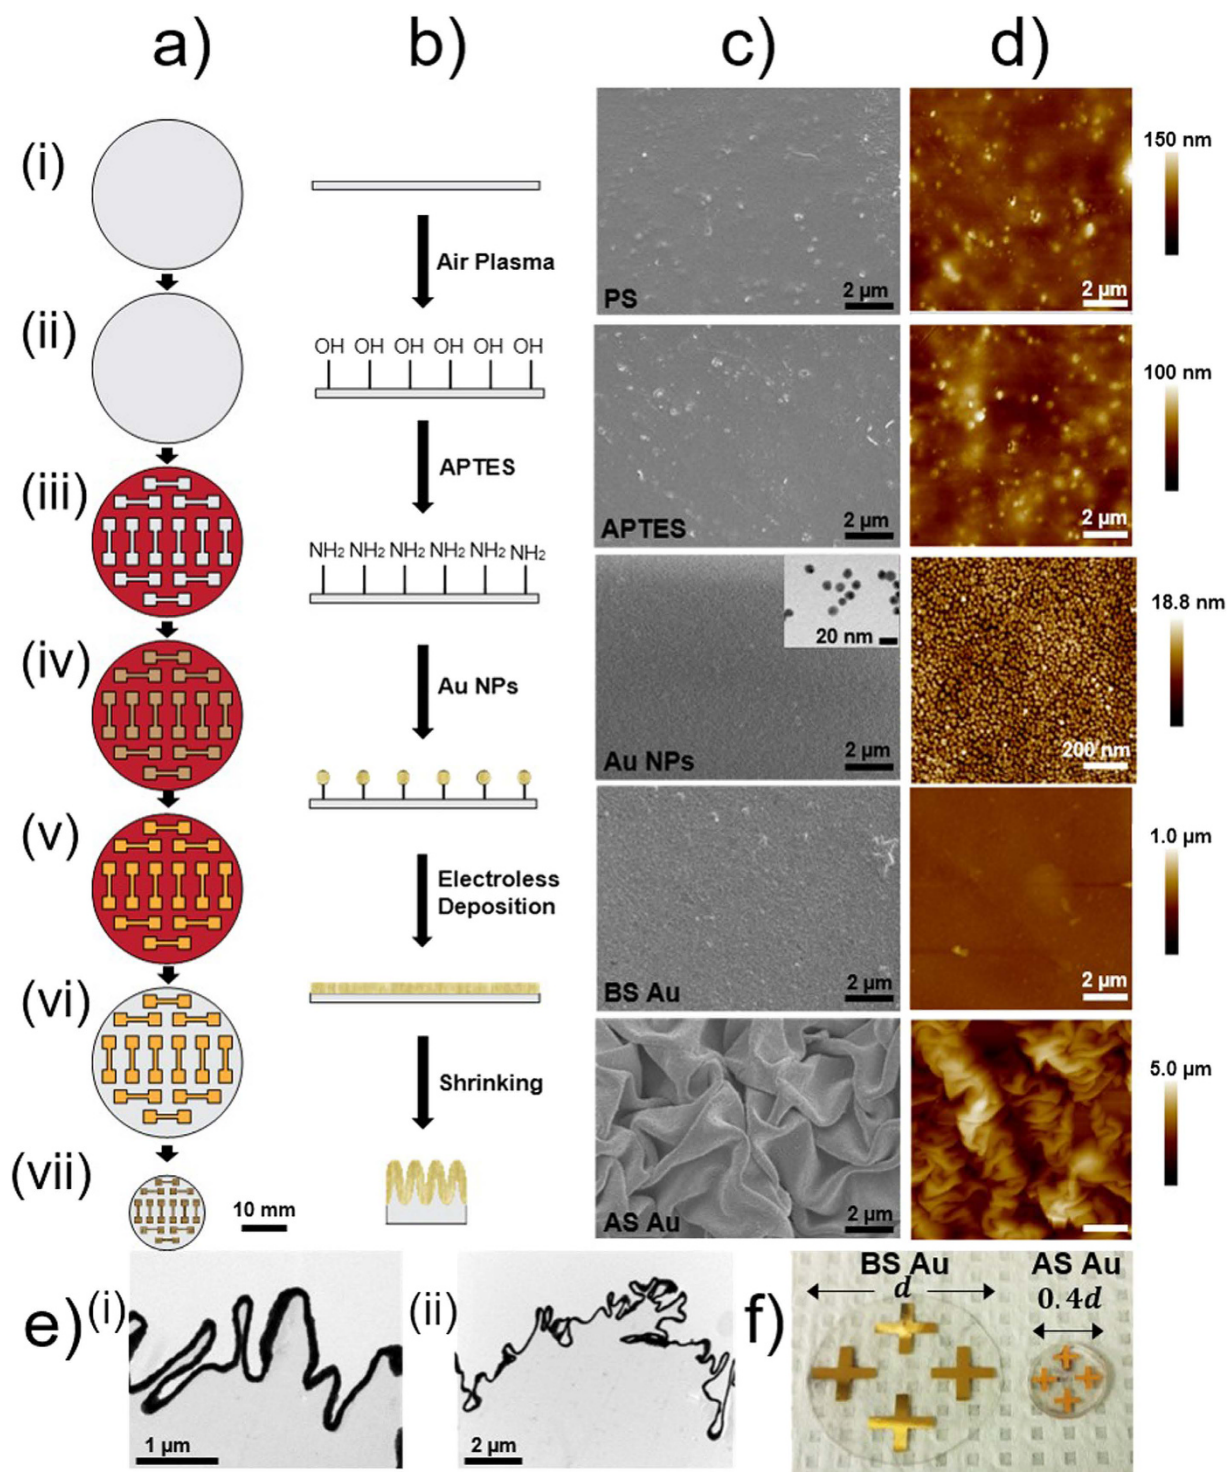 a) b) c) d)
(i)
Air Plasma
PS
2 µm
2 µm
150 nm
(ii)
OH OH OH OH OH OH
APTES
APTES
2 µm
2 µm
100 nm
(iii)
NH₂ NH₂ NH₂ NH₂ NH₂ NH₂
Au NPs
20 nm
Au NPs
2 µm
200 nm
18.8 nm
(iv)
(v)
Electroless
Deposition
BS Au
2 µm
2 µm
1.0 µm
(vi)
Shrinking
AS Au
2 µm
5.0 µm
(vii)
10 mm
e) (i)
1 µm
(ii)
2 µm
f)
BS Au
d
AS Au
0.4d